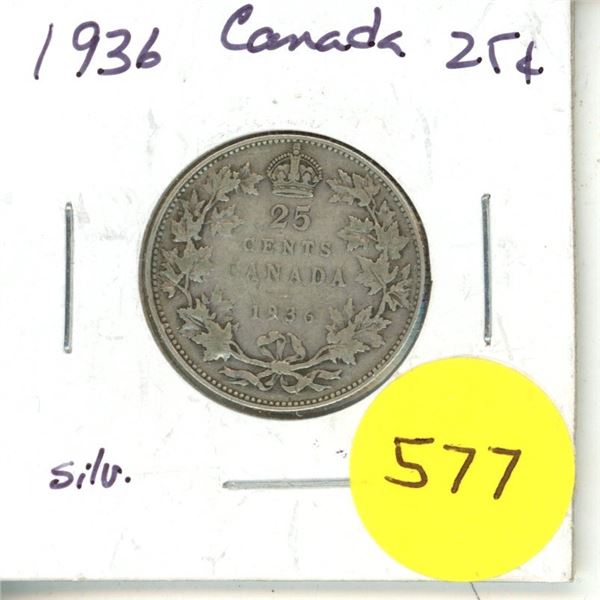 1936 Canada 25¢
25
CENTS
CANADA
1936
silv.
577